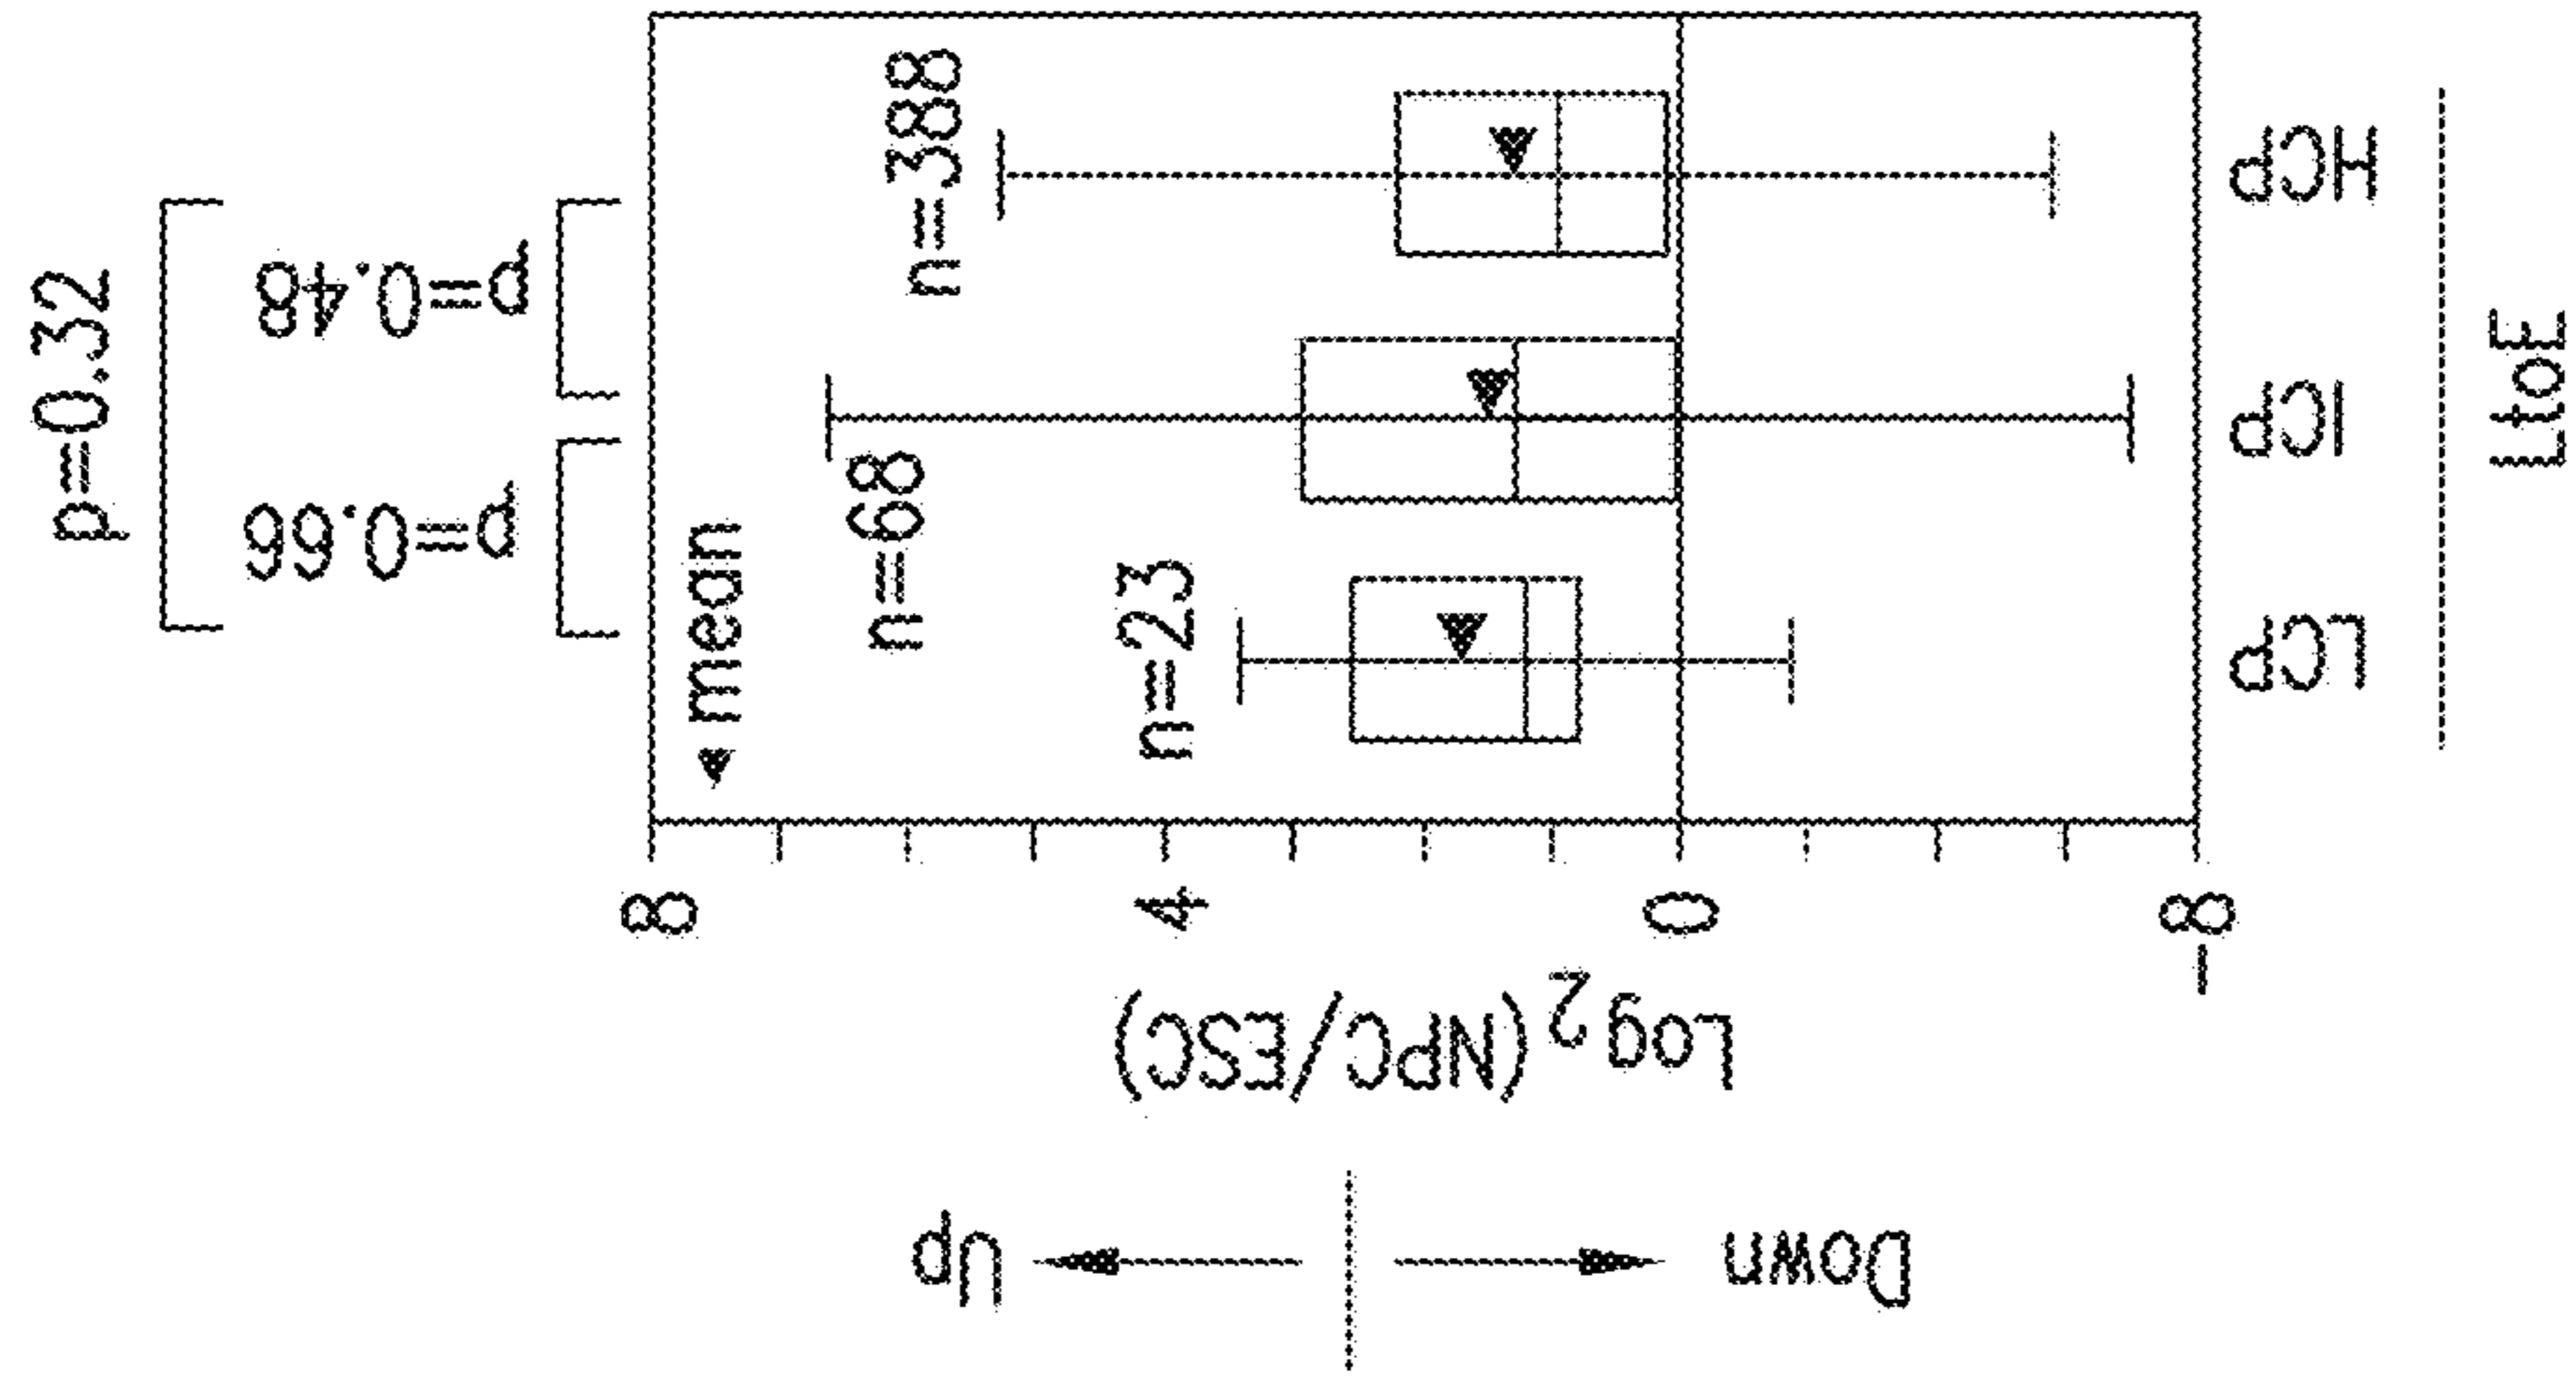 p=0.32
p=0.66
p=0.48
mean
n=68
n=388
n=23
8
4
0
-8
Log2(NPC/ESC)
Up
Down
LCP
ICP
HCP
LtoE